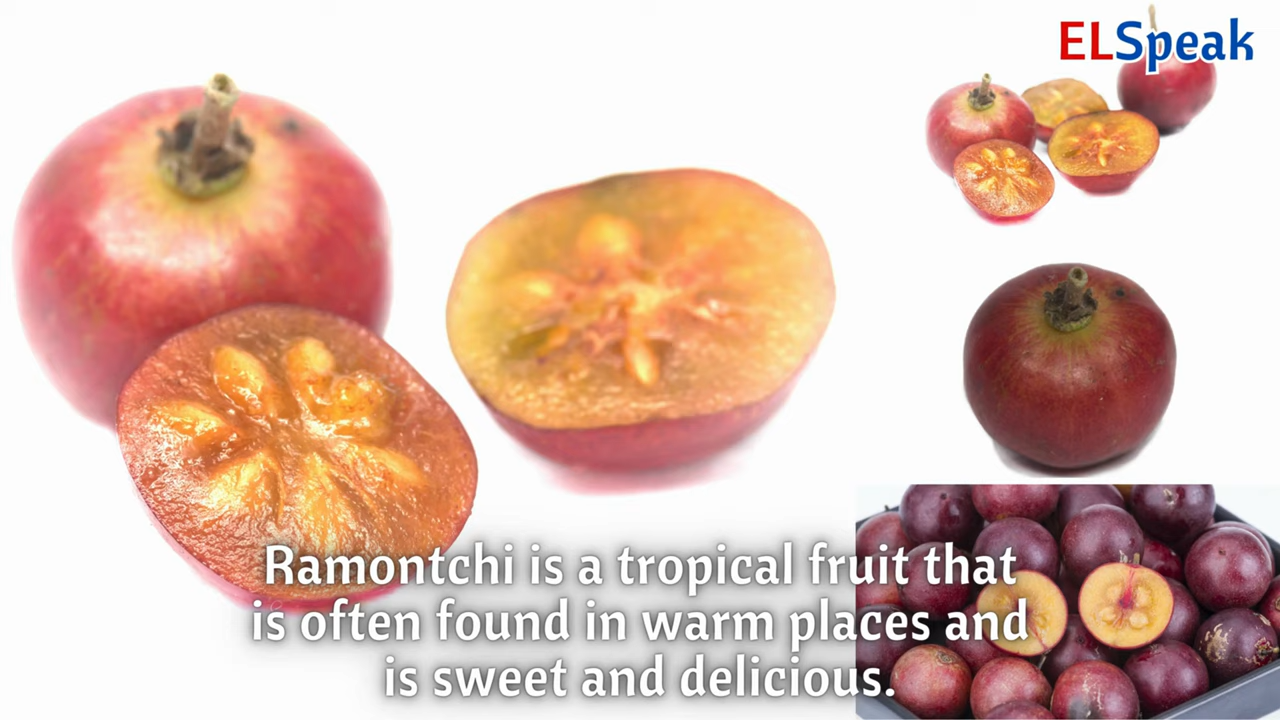 ELSpeak
Ramontchi is a tropical fruit that
is often found in warm places and
is sweet and delicious.